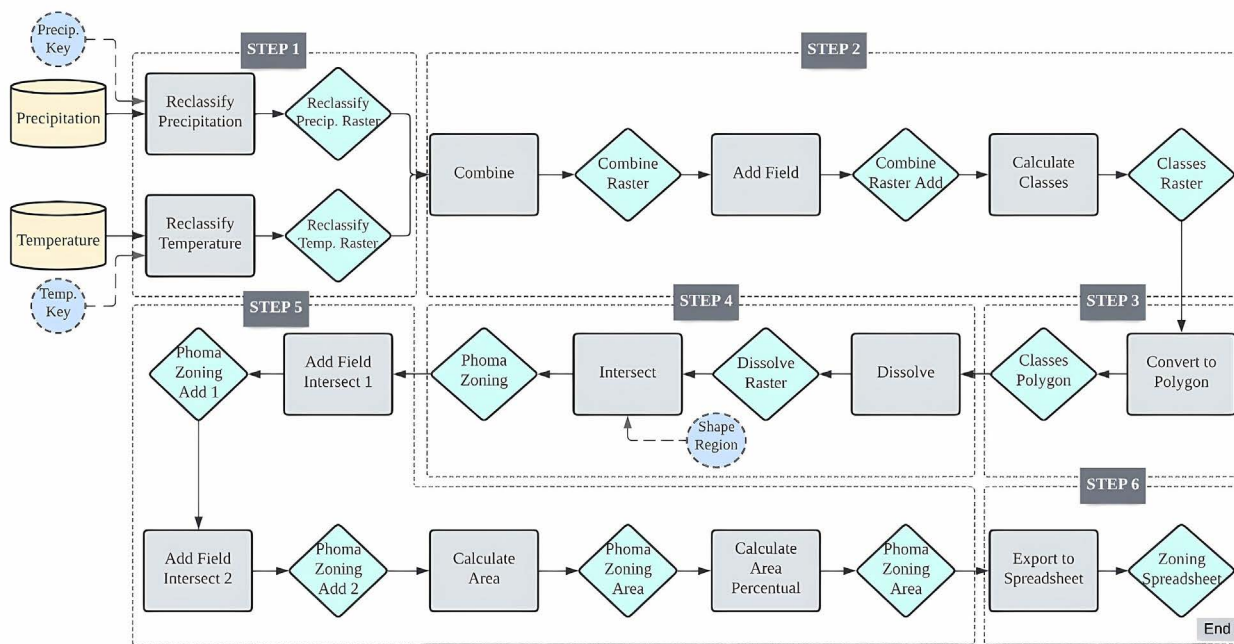 Precip.
Key
STEP 1
STEP 2
Precipitation
Reclassify
Precipitation
Reclassify
Precip. Raster
Combine
Combine
Raster
Add Field
Combine
Raster Add
Calculate
Classes
Classes
Raster
Temperature
Reclassify
Temperature
Reclassify
Temp. Raster
Temp.
Key
STEP 5
STEP 4
STEP 3
Phoma
Zoning
Add 1
Add Field
Intersect 1
Phoma
Zoning
Intersect
Dissolve
Raster
Dissolve
Classes
Polygon
Convert to
Polygon
Shape
Region
STEP 6
Add Field
Intersect 2
Phoma
Zoning
Add 2
Calculate
Area
Phoma
Zoning
Area
Calculate
Area
Percentual
Phoma
Zoning
Area
Export to
Spreadsheet
Zoning
Spreadsheet
End